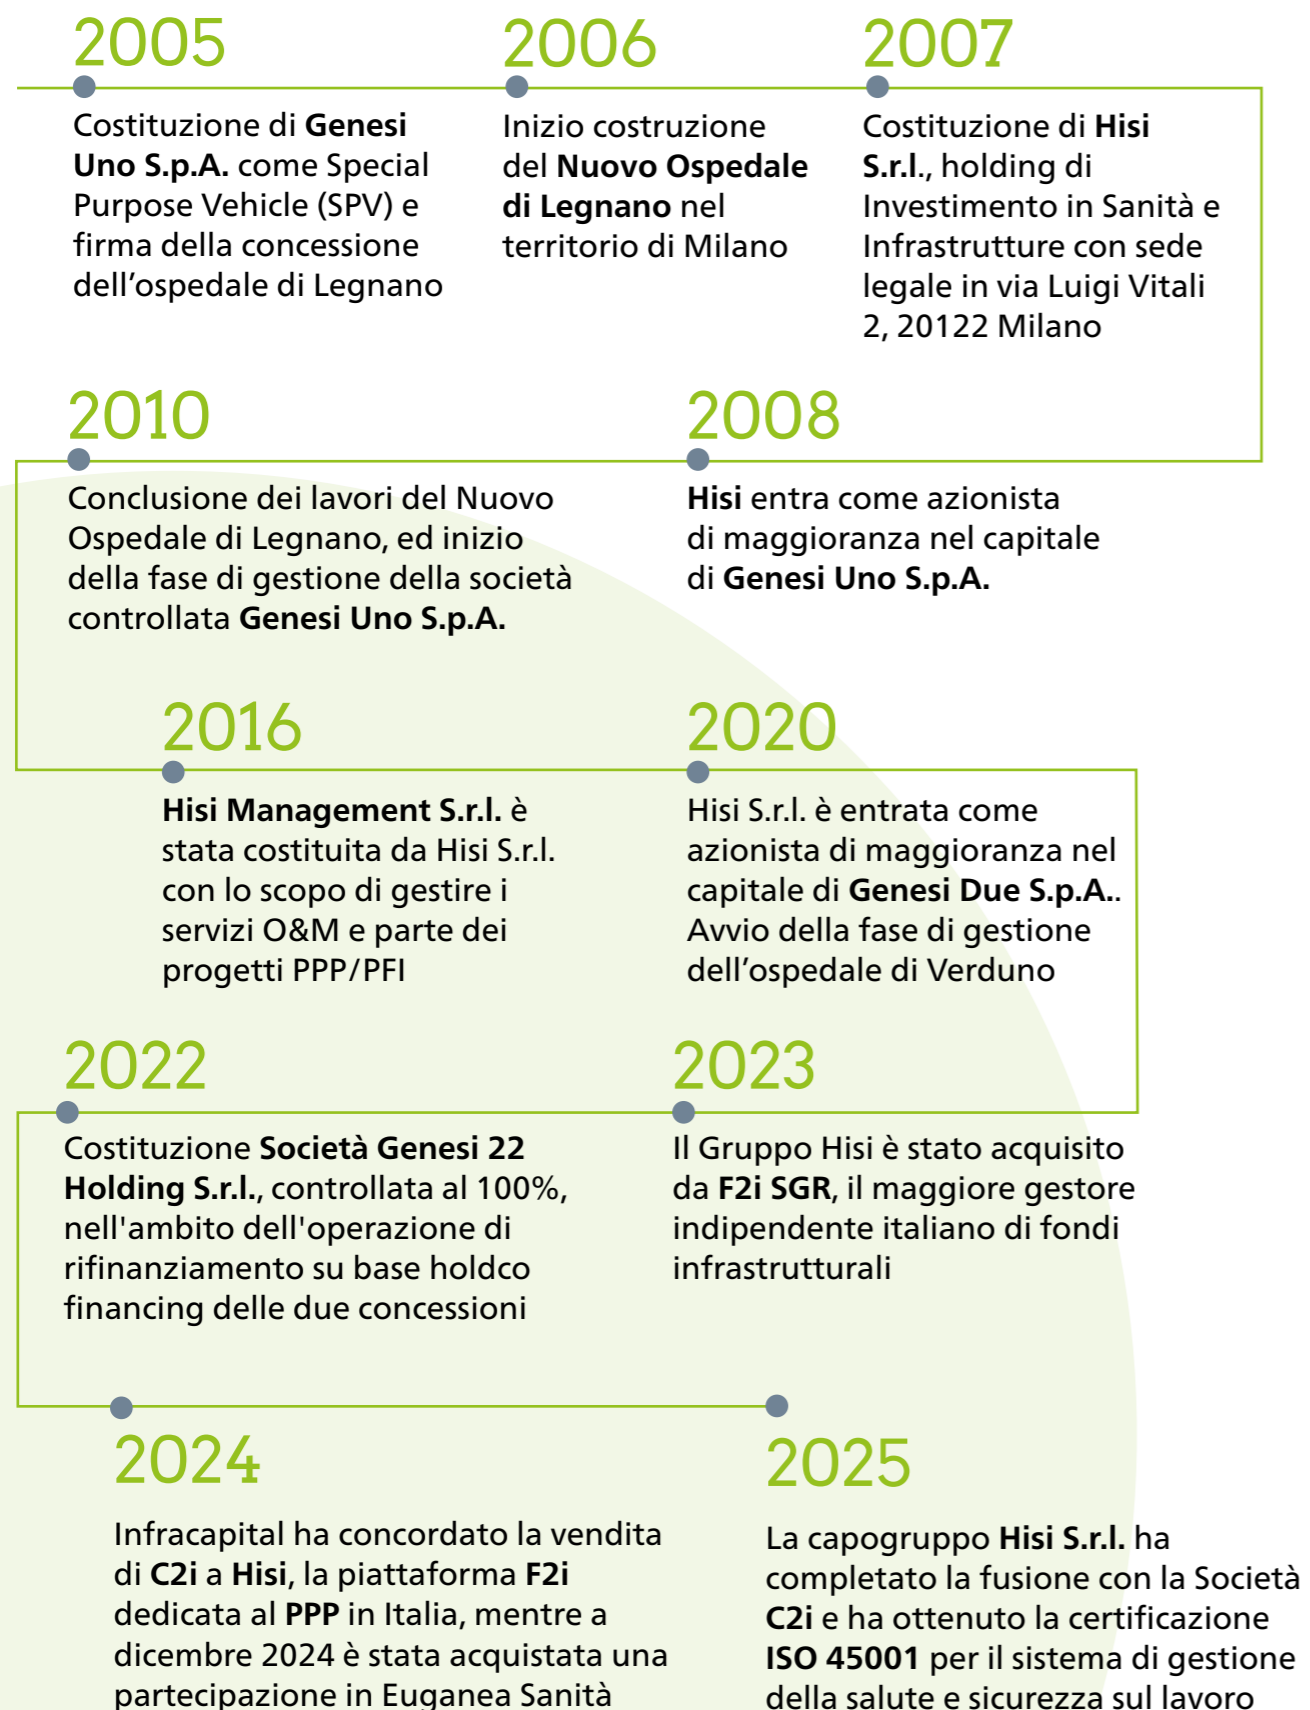 2005
Costituzione di Genesi
Uno S.p.A. come Special
Purpose Vehicle (SPV) e
firma della concessione
dell’ospedale di Legnano
2006
Inizio costruzione
del Nuovo Ospedale
di Legnano nel
territorio di Milano
2007
Costituzione di Hisi
S.r.l., holding di
Investimento in Sanità e
Infrastrutture con sede
legale in via Luigi Vitali
2, 20122 Milano
2008
Hisi entra come azionista
di maggioranza nel capitale
di Genesi Uno S.p.A.
2010
Conclusione dei lavori del Nuovo
Ospedale di Legnano, ed inizio
della fase di gestione della società
controllata Genesi Uno S.p.A.
2016
Hisi Management S.r.l. è
stata costituita da Hisi S.r.l.
con lo scopo di gestire i
servizi O&M e parte dei
progetti PPP/PFI
2020
Hisi S.r.l. è entrata come
azionista di maggioranza nel
capitale di Genesi Due S.p.A..
Avvio della fase di gestione
dell’ospedale di Verduno
2022
Costituzione Società Genesi 22
Holding S.r.l., controllata al 100%,
nell'ambito dell'operazione di
rifinanziamento su base holdco
financing delle due concessioni
2023
Il Gruppo Hisi è stato acquisito
da F2i SGR, il maggiore gestore
indipendente italiano di fondi
infrastrutturali
2024
Infracapital ha concordato la vendita
di C2i a Hisi, la piattaforma F2i
dedicata al PPP in Italia, mentre a
dicembre 2024 è stata acquistata una
partecipazione in Euganea Sanità
2025
La capogruppo Hisi S.r.l. ha
completato la fusione con la Società
C2i e ha ottenuto la certificazione
ISO 45001 per il sistema di gestione
della salute e sicurezza sul lavoro